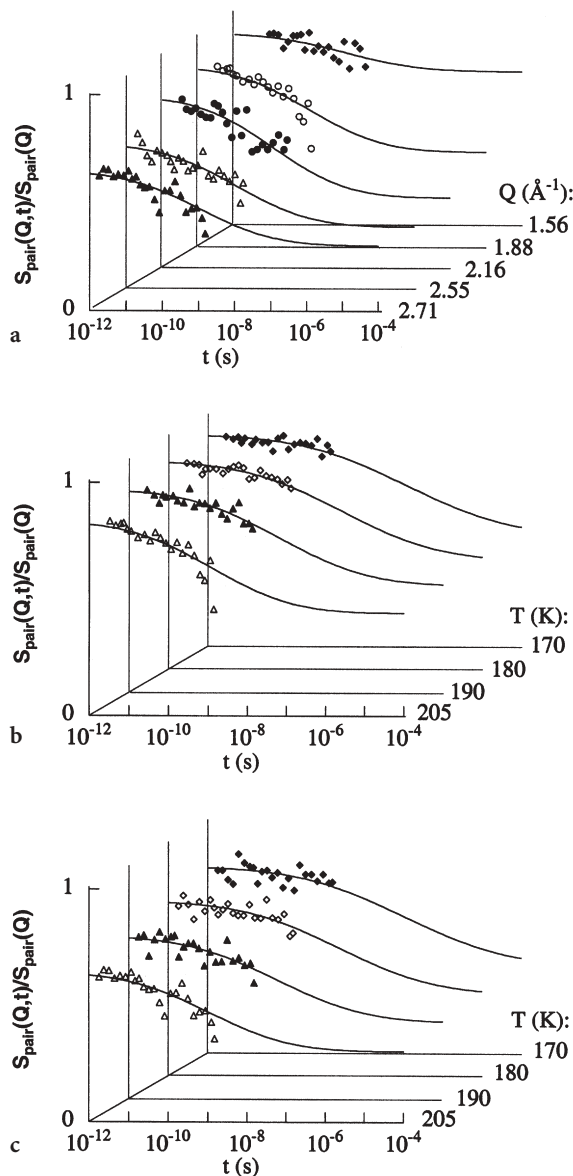 1
S_pair(Q,t)/S_pair(Q)
Q (Å⁻¹):
1.56
1.88
2.16
2.55
2.71
0
10⁻¹² 10⁻¹⁰ 10⁻⁸ 10⁻⁶ 10⁻⁴
t (s)
a
1
S_pair(Q,t)/S_pair(Q)
T (K):
170
180
190
205
0
10⁻¹² 10⁻¹⁰ 10⁻⁸ 10⁻⁶ 10⁻⁴
t (s)
b
1
S_pair(Q,t)/S_pair(Q)
T (K):
170
180
190
205
0
10⁻¹² 10⁻¹⁰ 10⁻⁸ 10⁻⁶ 10⁻⁴
t (s)
c